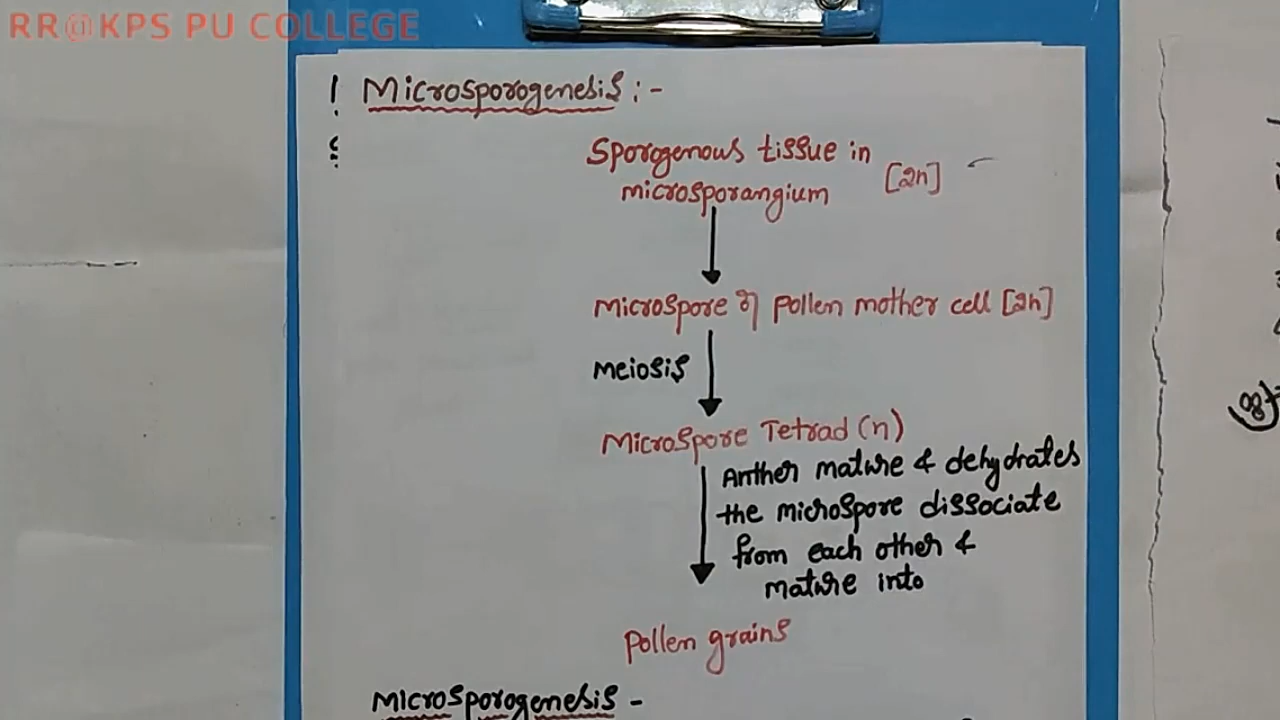 RR@KPS PU COLLEGE
Microsporogenesis :-
Sporogenous tissue in
microsporangium [2n]
Microspore or pollen mother cell [2n]
Meiosis
Microspore Tetrad (n)
Anther mature & dehydrates
the microspore dissociate
from each other &
mature into
Pollen grains
Microsporogenesis -